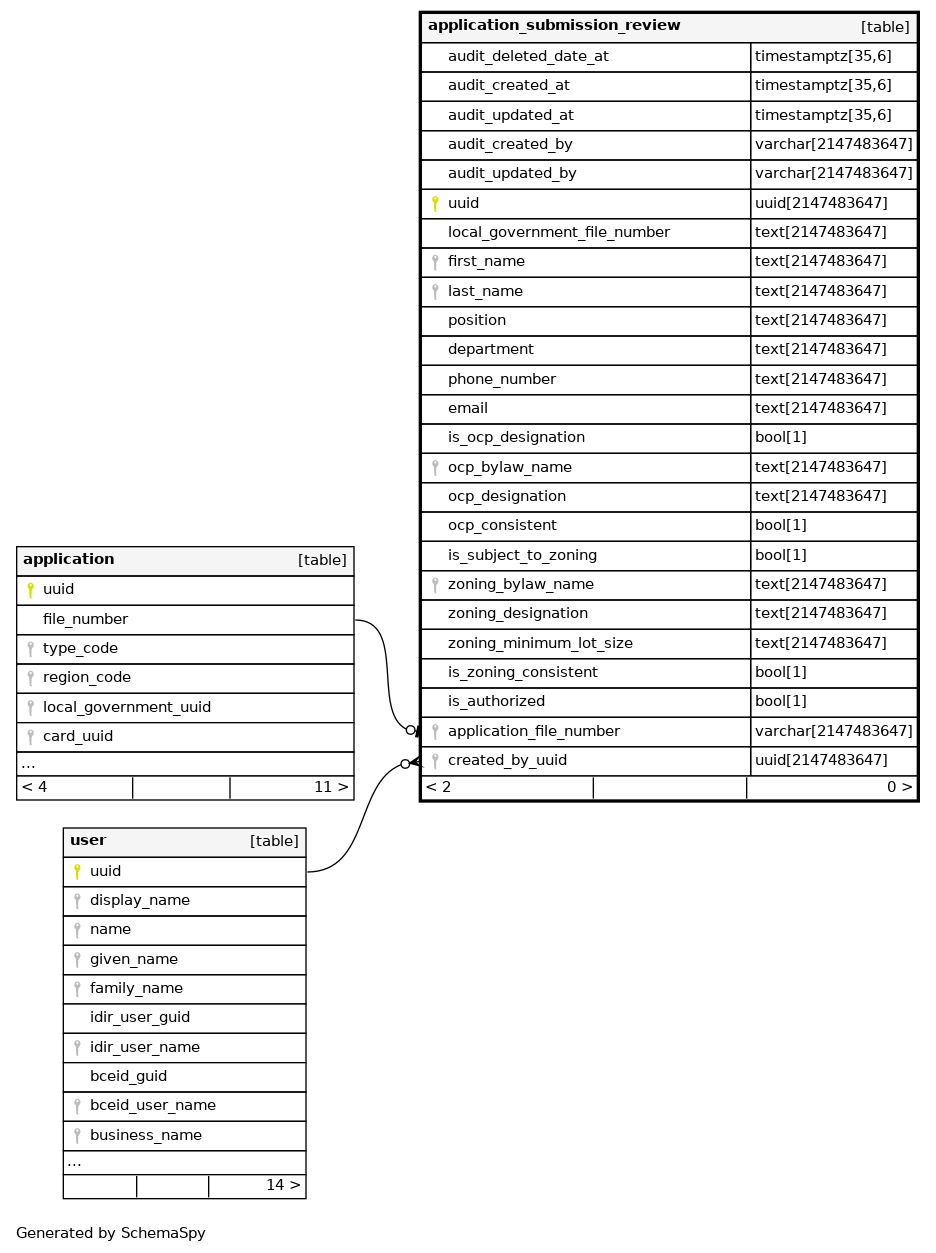 application_submission_review [table]
audit_deleted_date_at timestamptz[35,6]
audit_created_at timestamptz[35,6]
audit_updated_at timestamptz[35,6]
audit_created_by varchar[2147483647]
audit_updated_by varchar[2147483647]
uuid uuid[2147483647]
local_government_file_number text[2147483647]
first_name text[2147483647]
last_name text[2147483647]
position text[2147483647]
department text[2147483647]
phone_number text[2147483647]
email text[2147483647]
is_ocp_designation bool[1]
ocp_bylaw_name text[2147483647]
ocp_designation text[2147483647]
ocp_consistent bool[1]
is_subject_to_zoning bool[1]
zoning_bylaw_name text[2147483647]
zoning_designation text[2147483647]
zoning_minimum_lot_size text[2147483647]
is_zoning_consistent bool[1]
is_authorized bool[1]
application_file_number varchar[2147483647]
created_by_uuid uuid[2147483647]
< 2 0 >
application [table]
uuid
file_number
type_code
region_code
local_government_uuid
card_uuid
...
< 4 11 >
user [table]
uuid
display_name
name
given_name
family_name
idir_user_guid
idir_user_name
bceid_guid
bceid_user_name
business_name
...
14 >
Generated by SchemaSpy